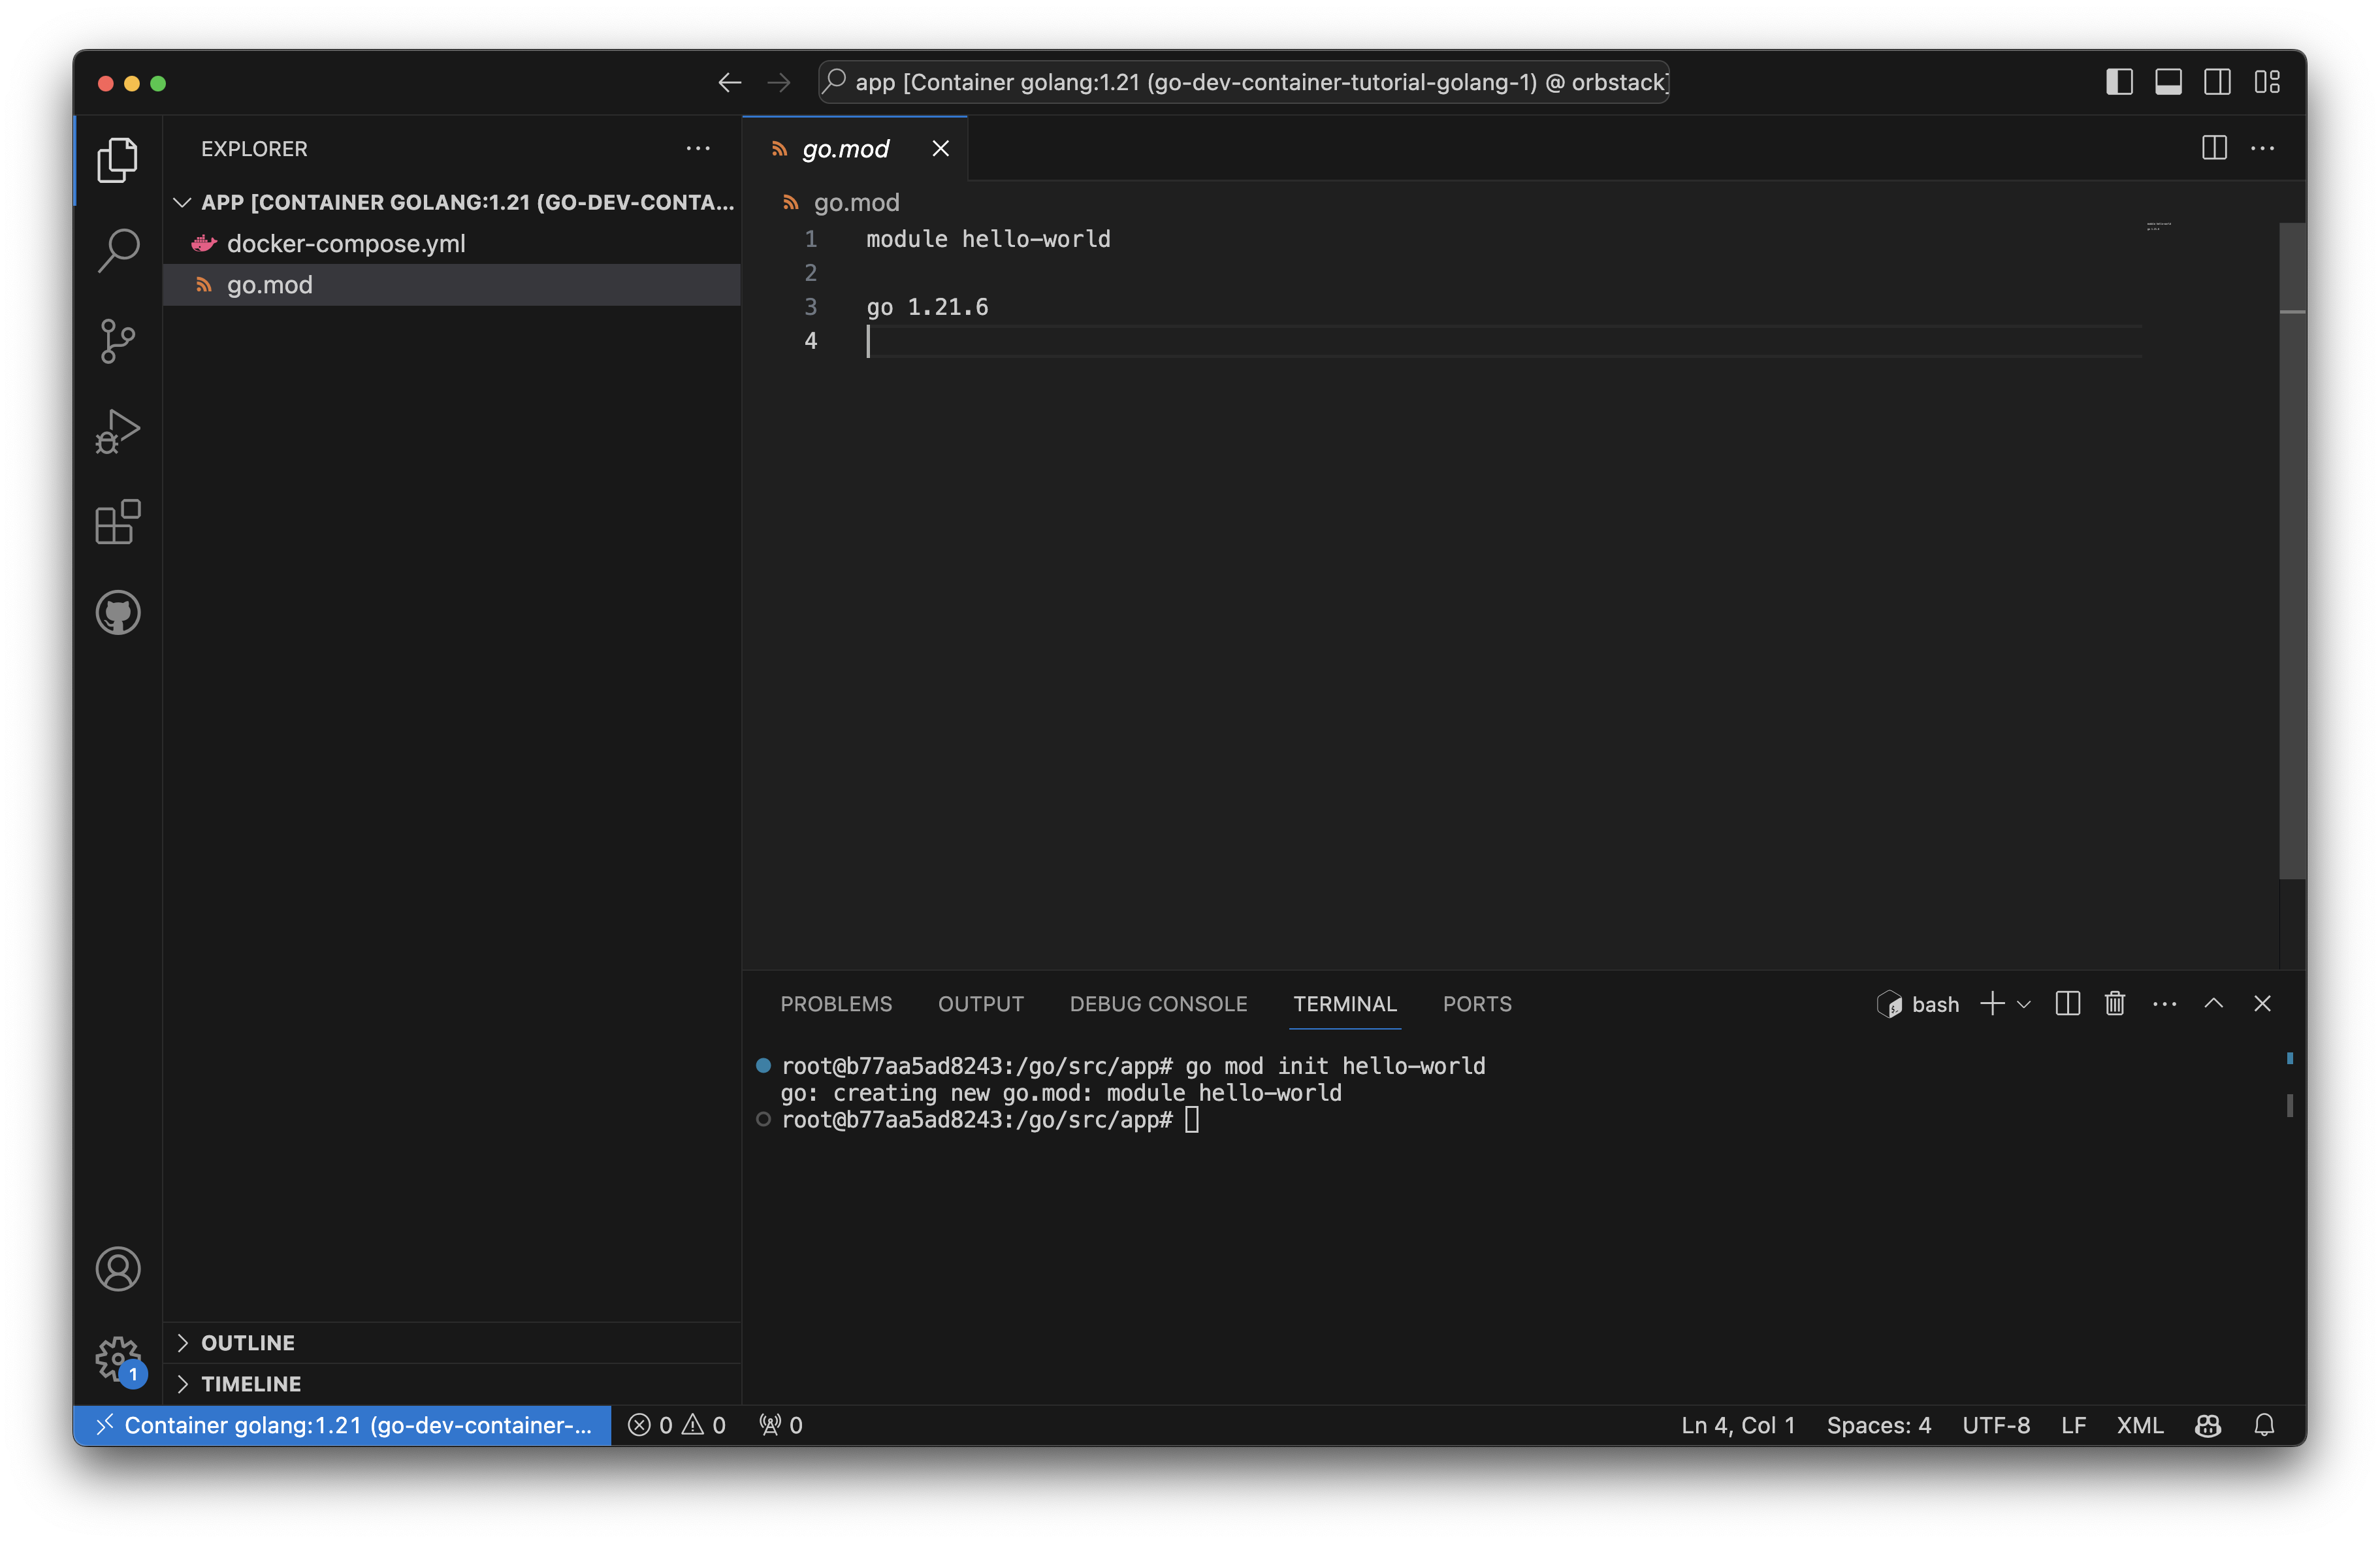 app [Container golang:1.21 (go-dev-container-tutorial-golang-1) @ orbstack]
EXPLORER
APP [CONTAINER GOLANG:1.21 (GO-DEV-CONTA...
docker-compose.yml
go.mod
go.mod
go.mod
1 module hello-world
2
3 go 1.21.6
4
PROBLEMS OUTPUT DEBUG CONSOLE TERMINAL PORTS bash
root@b77aa5ad8243:/go/src/app# go mod init hello-world
go: creating new go.mod: module hello-world
root@b77aa5ad8243:/go/src/app#
OUTLINE
TIMELINE
1
Container golang:1.21 (go-dev-container-... 0 0 0 Ln 4, Col 1 Spaces: 4 UTF-8 LF XML